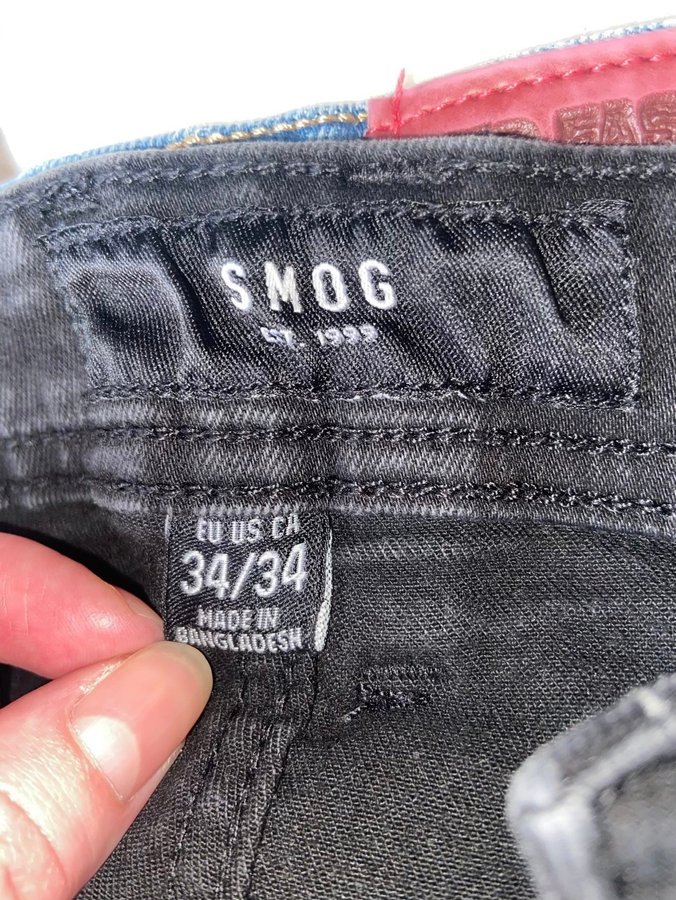 SMOG
EST. 1999
EU US CA
34/34
MADE IN
BANGLADESH